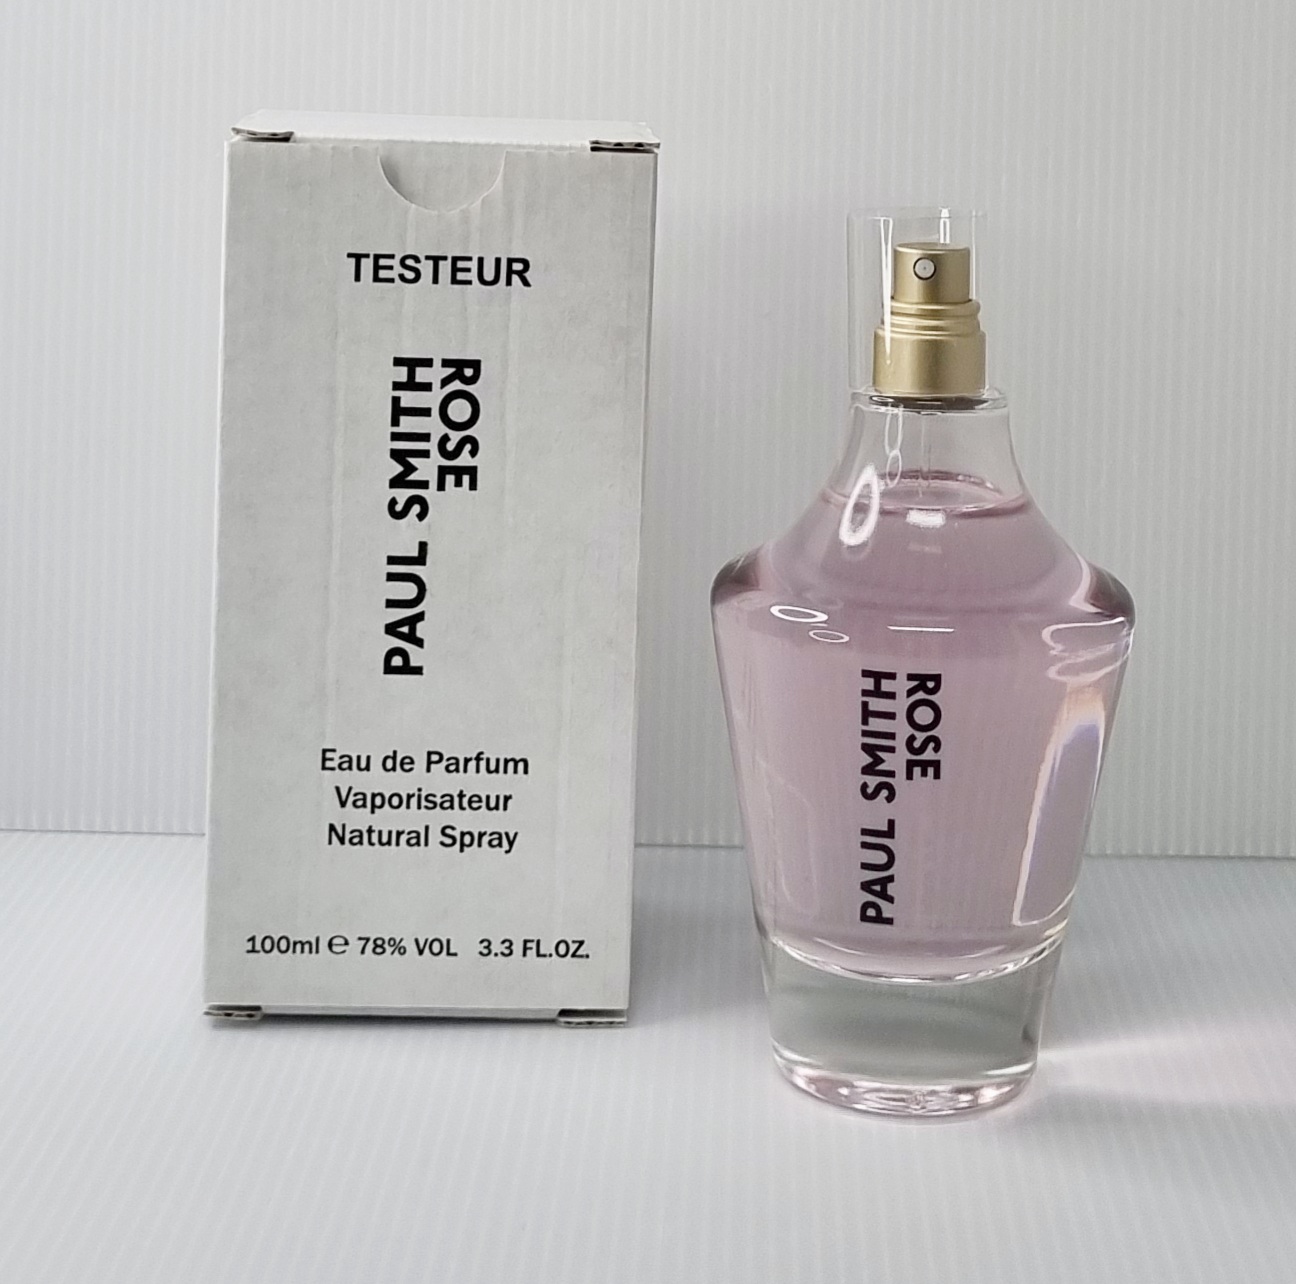 TESTEUR
PAUL SMITH
ROSE
Eau de Parfum
Vaporisateur
Natural Spray
100ml ℮ 78% VOL 3.3 FL.OZ.
PAUL SMITH
ROSE